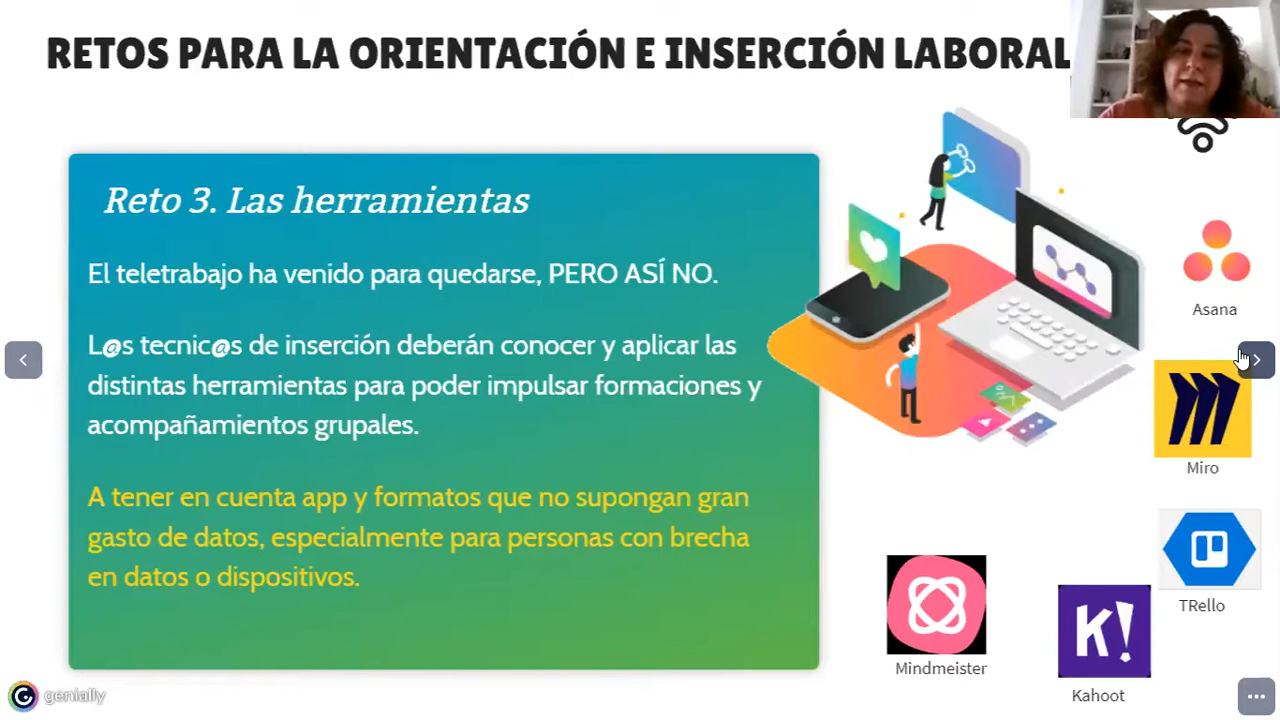 RETOS PARA LA ORIENTACIÓN E INSERCIÓN LABORAL
Reto 3. Las herramientas
El teletrabajo ha venido para quedarse, PERO ASÍ NO.
L@s tecnic@s de inserción deberán conocer y aplicar las
distintas herramientas para poder impulsar formaciones y
acompañamientos grupales.
A tener en cuenta app y formatos que no supongan gran
gasto de datos, especialmente para personas con brecha
en datos o dispositivos.
Asana
Miro
TRello
Mindmeister
K!
Kahoot
genially